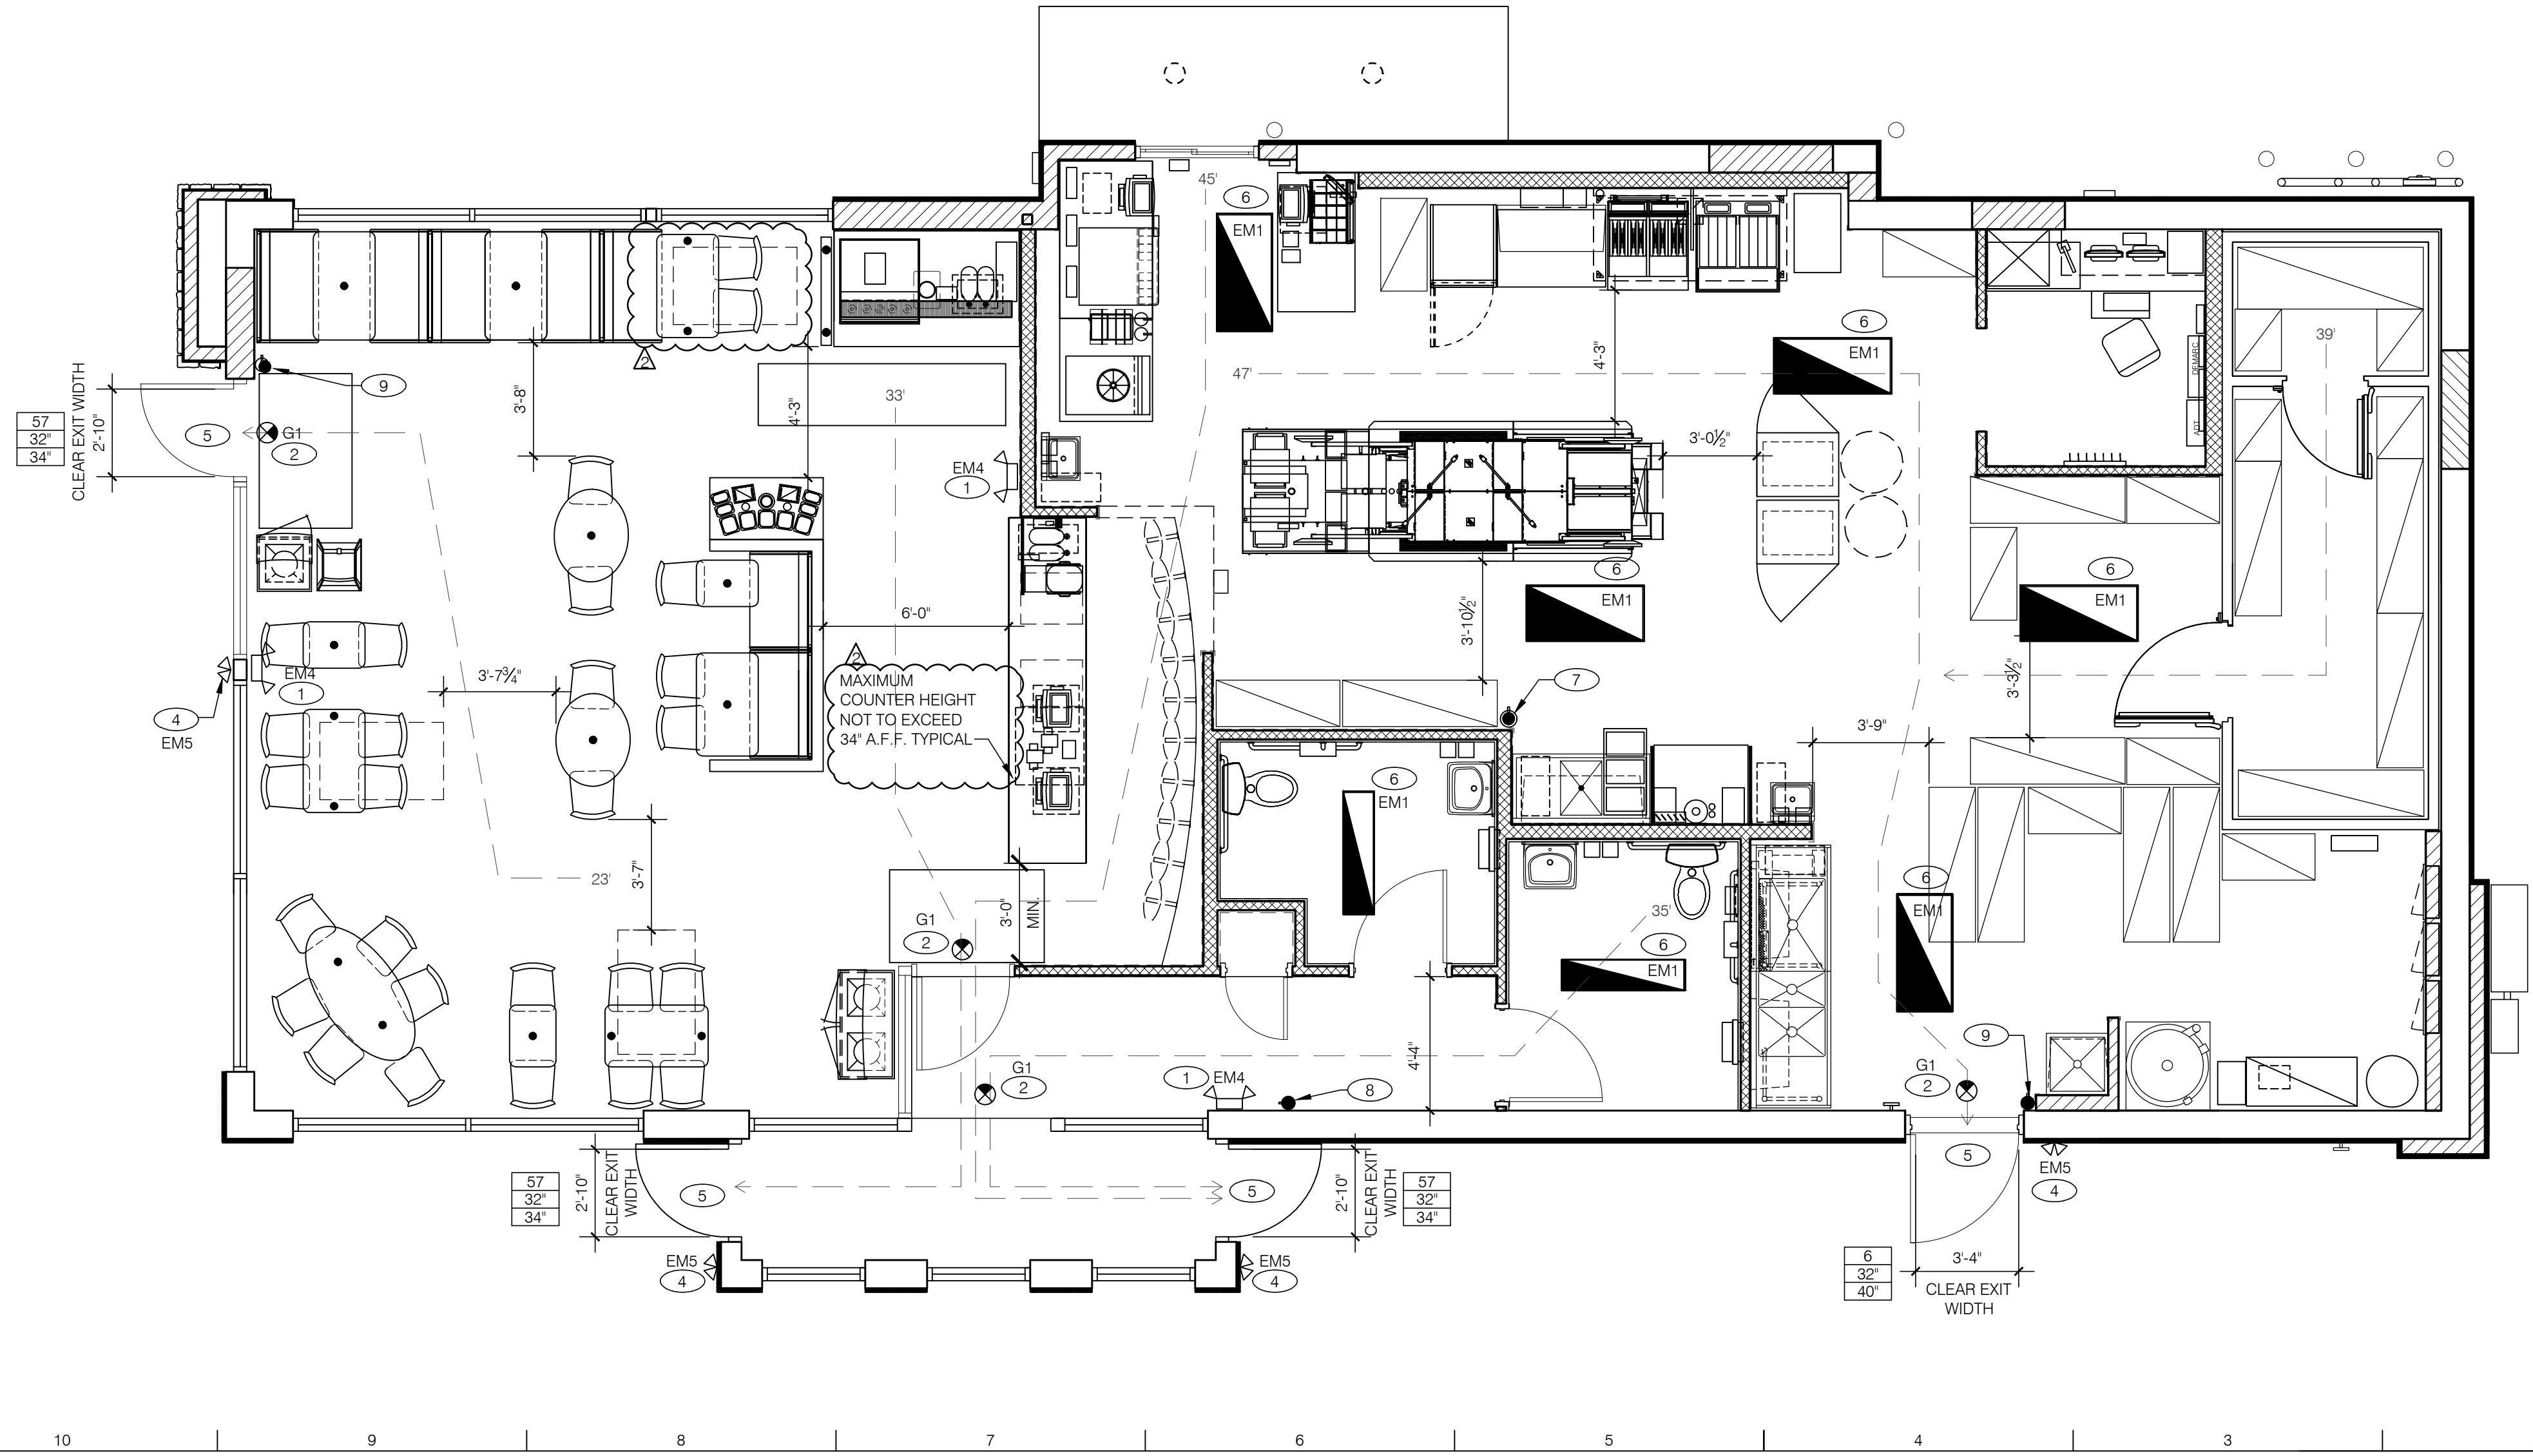 45'
6
EM1
6
EM1
39'
DEMARC
ADT
9
3'-8"
4'-3"
33'
47'
4'-3"
57
32"
34"
CLEAR EXIT WIDTH
2'-10"
5
G1
2
2
EM4
1
3'-0½"
6
EM1
6
EM1
6'-0"
3'-10½"
2
MAXIMUM
COUNTER HEIGHT
NOT TO EXCEED
34" A.F.F. TYPICAL
EM4
1
3'-7¾"
4
EM5
7
3'-3½"
3'-9"
6
EM1
23'
3'-7"
G1
2
3'-0"
MIN.
35'
6
EM1
6
EM1
9
G1
2
4'-4"
1
EM4
8
G1
2
57
32"
34"
2'-10"
CLEAR EXIT
WIDTH
5
5
2'-10"
CLEAR EXIT
WIDTH
57
32"
34"
5
EM5
4
EM5
4
EM5
4
6
32"
40"
3'-4"
CLEAR EXIT
WIDTH
10
9
8
7
6
5
4
3